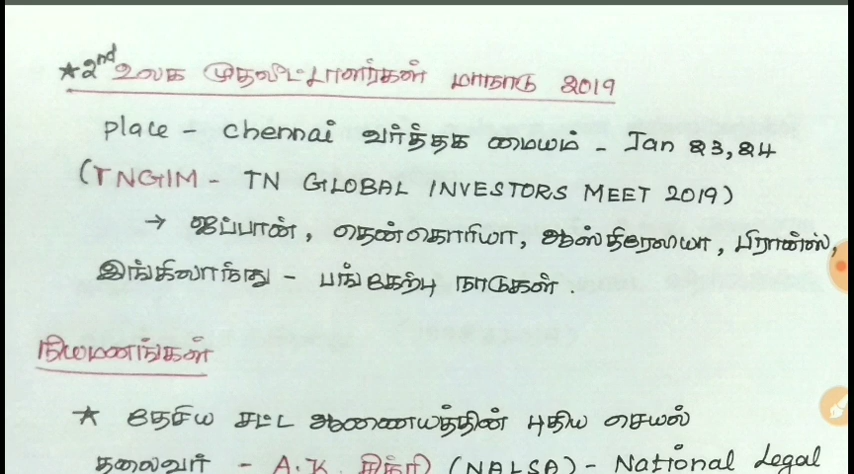 ★ 2nd உலக முதலீட்டாளர்கள் மாநாடு 2019
Place - Chennai வர்த்தக மையம் - Jan 23, 24
(TNGIM - TN GLOBAL INVESTORS MEET 2019)
→ ஜப்பான், தென்கொரியா, ஆஸ்திரேலியா, பிரான்ஸ்,
இங்கிலாந்து - பங்கேற்பு நாடுகள்.
நியமனங்கள்
★ தேசிய சட்ட ஆணையத்தின் புதிய செயல்
தலைவர் - A.K. சிக்ரி (NALSA) - National Legal